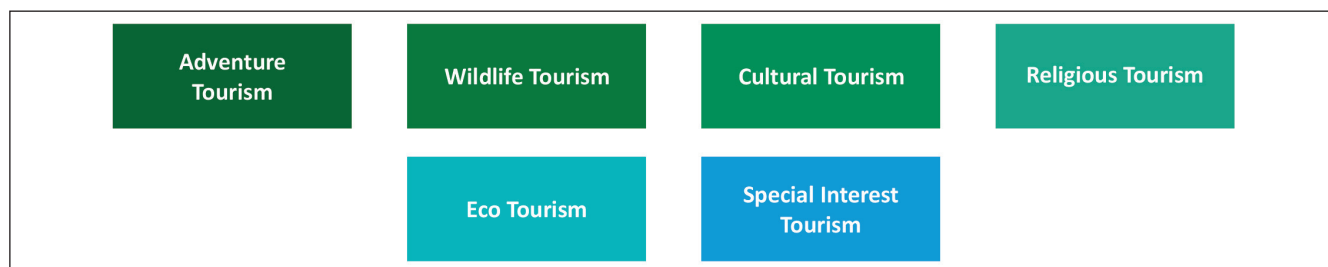 Adventure
Tourism
Wildlife Tourism
Cultural Tourism
Religious Tourism
Eco Tourism
Special Interest
Tourism